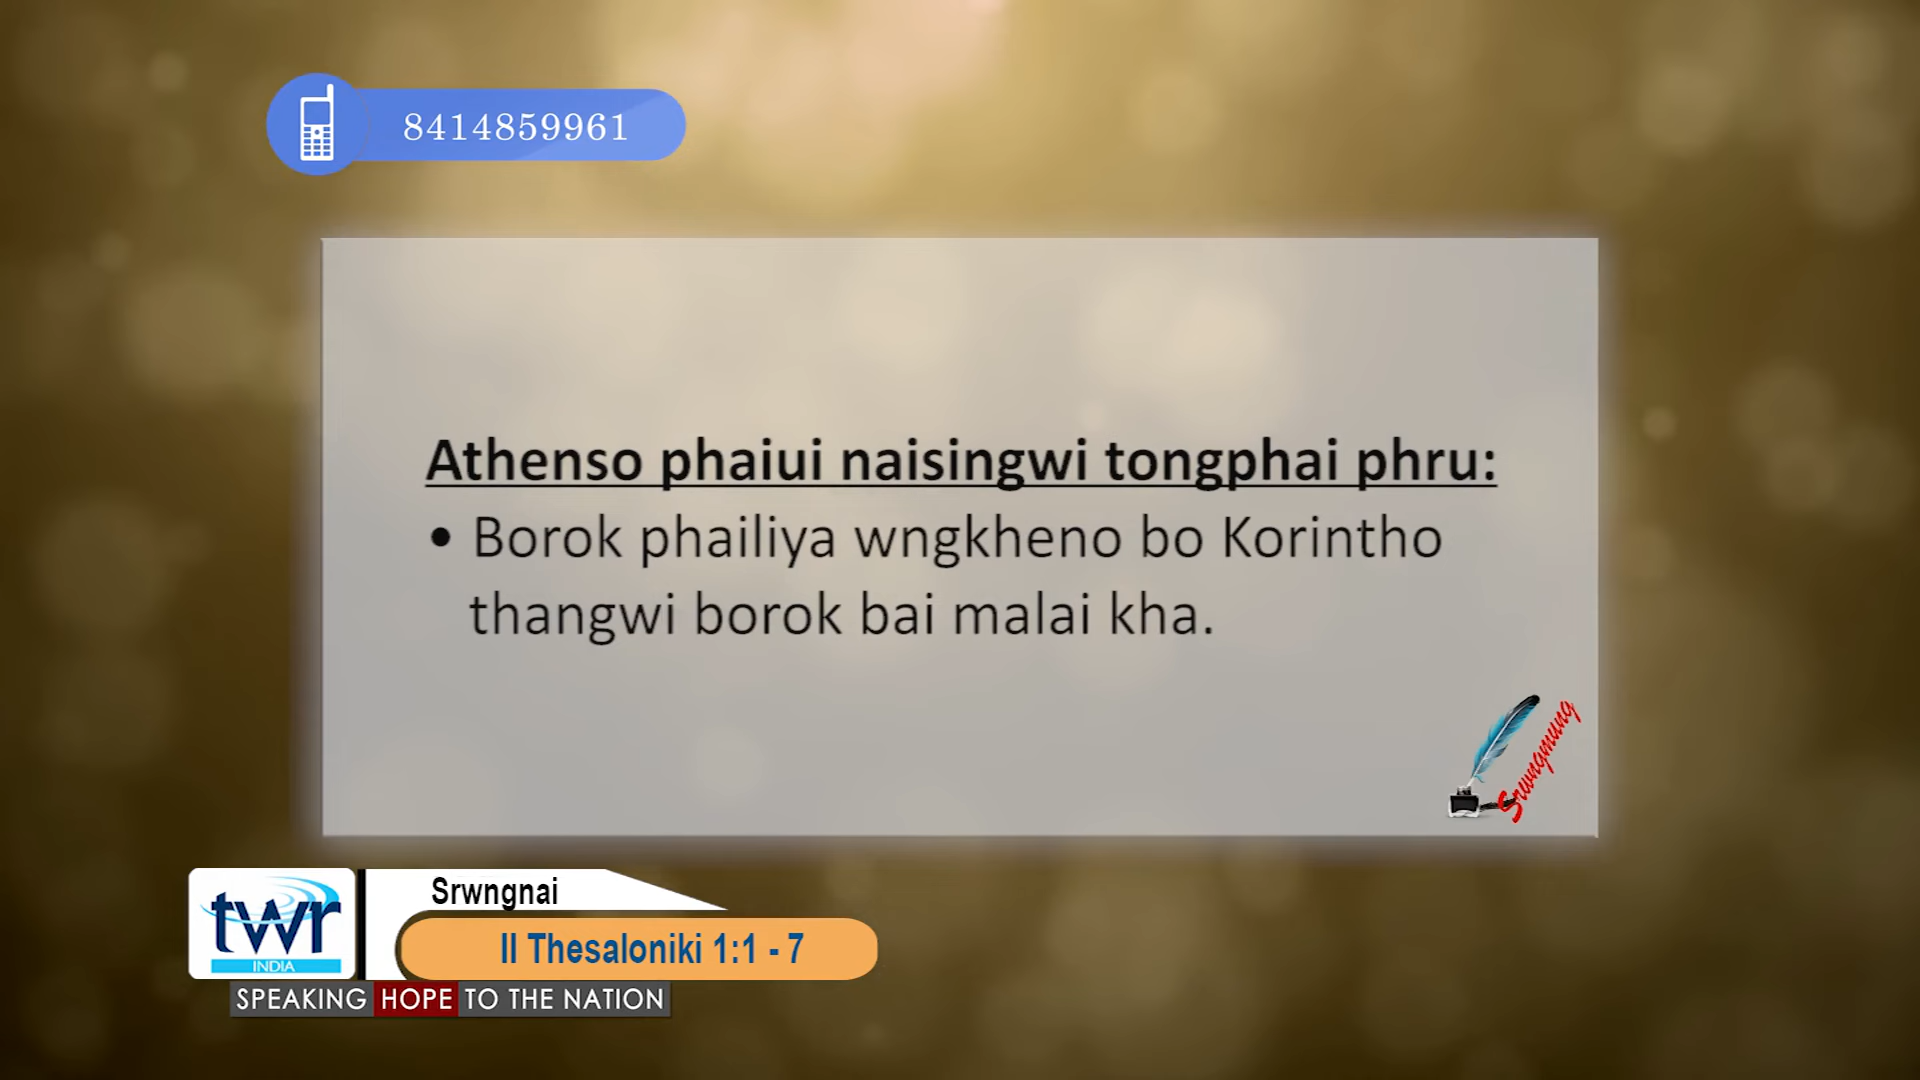 8414859961
Athenso phaiui naisingwi tongphai phru:
• Borok phailiya wngkheno bo Korintho
thangwi borok bai malai kha.
Srwngmung
twr
INDIA
Srwngnai
II Thesaloniki 1:1 - 7
SPEAKING HOPE TO THE NATION